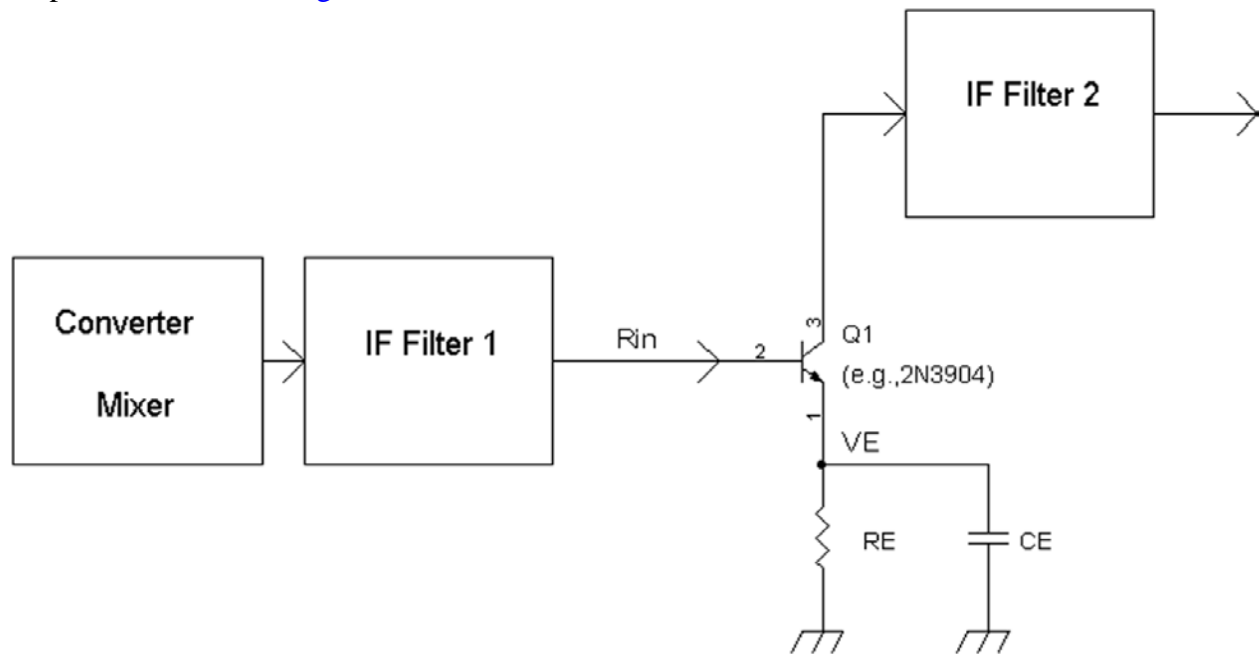 g
IF Filter 2
Converter
Mixer
IF Filter 1
Rin
2
3
Q1
(e.g.,2N3904)
1
VE
RE
CE